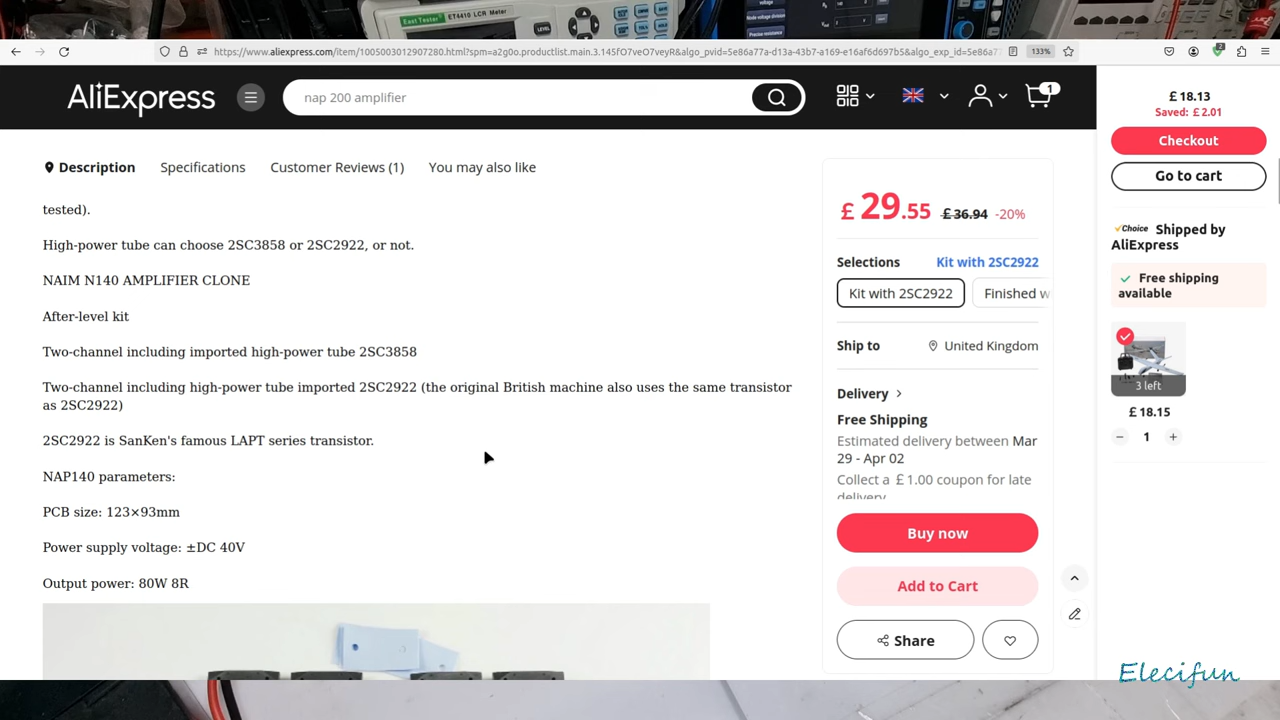 East Tester ET4410 LCR Meter
LEVEL
https://www.aliexpress.com/item/1005003012907280.html?spm=a2g0o.productlist.main.3.145fO7veO7veyR&algo_pvid=5e86a77a-d13a-43b7-a169-e16af6d697b5&algo_exp_id=5e86a7
133%
2
AliExpress
nap 200 amplifier
1
£18.13
Saved: £2.01
Checkout
Go to cart
Choice Shipped by
AliExpress
Free shipping
available
3 left
£18.15
1
Description Specifications Customer Reviews (1) You may also like
tested).
High-power tube can choose 2SC3858 or 2SC2922, or not.
NAIM N140 AMPLIFIER CLONE
After-level kit
Two-channel including imported high-power tube 2SC3858
Two-channel including high-power tube imported 2SC2922 (the original British machine also uses the same transistor
as 2SC2922)
2SC2922 is SanKen's famous LAPT series transistor.
NAP140 parameters:
PCB size: 123×93mm
Power supply voltage: ±DC 40V
Output power: 80W 8R
£29.55 £36.94 -20%
Selections Kit with 2SC2922
Kit with 2SC2922 Finished w
Ship to United Kingdom
Delivery
Free Shipping
Estimated delivery between Mar
29 - Apr 02
Collect a £1.00 coupon for late
delivery
Buy now
Add to Cart
Share
Elecifun